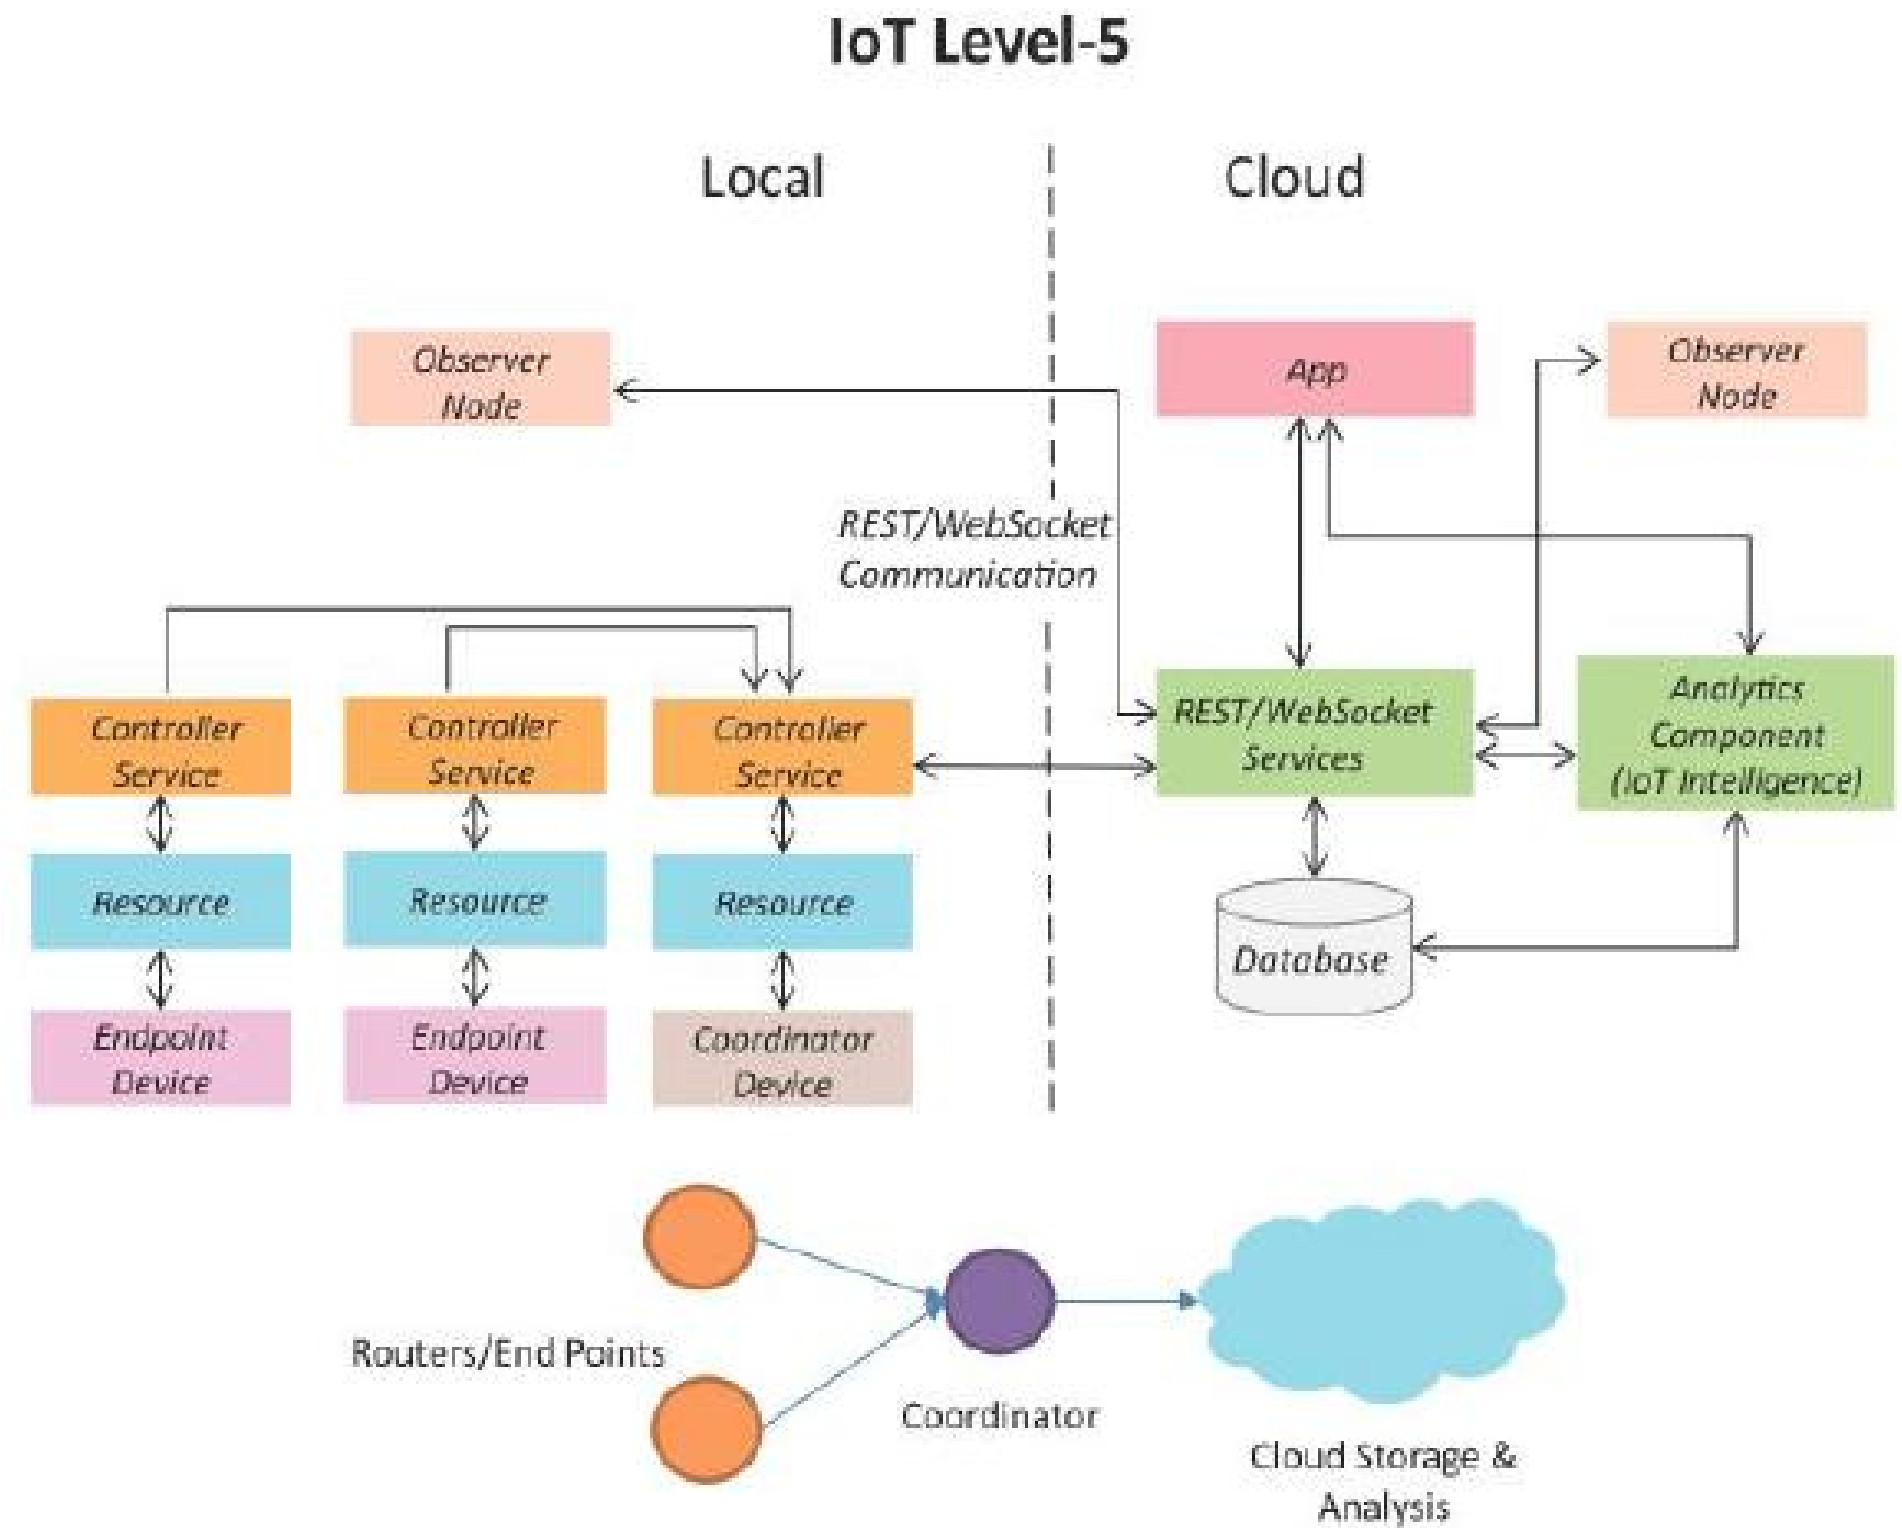 IoT Level-5
Local
Cloud
Observer
Node
App
Observer
Node
REST/WebSocket
Communication
Controller
Service
Controller
Service
Controller
Service
REST/WebSocket
Services
Analytics
Component
(IoT Intelligence)
Resource
Resource
Resource
Database
Endpoint
Device
Endpoint
Device
Coordinator
Device
Routers/End Points
Coordinator
Cloud Storage &
Analysis